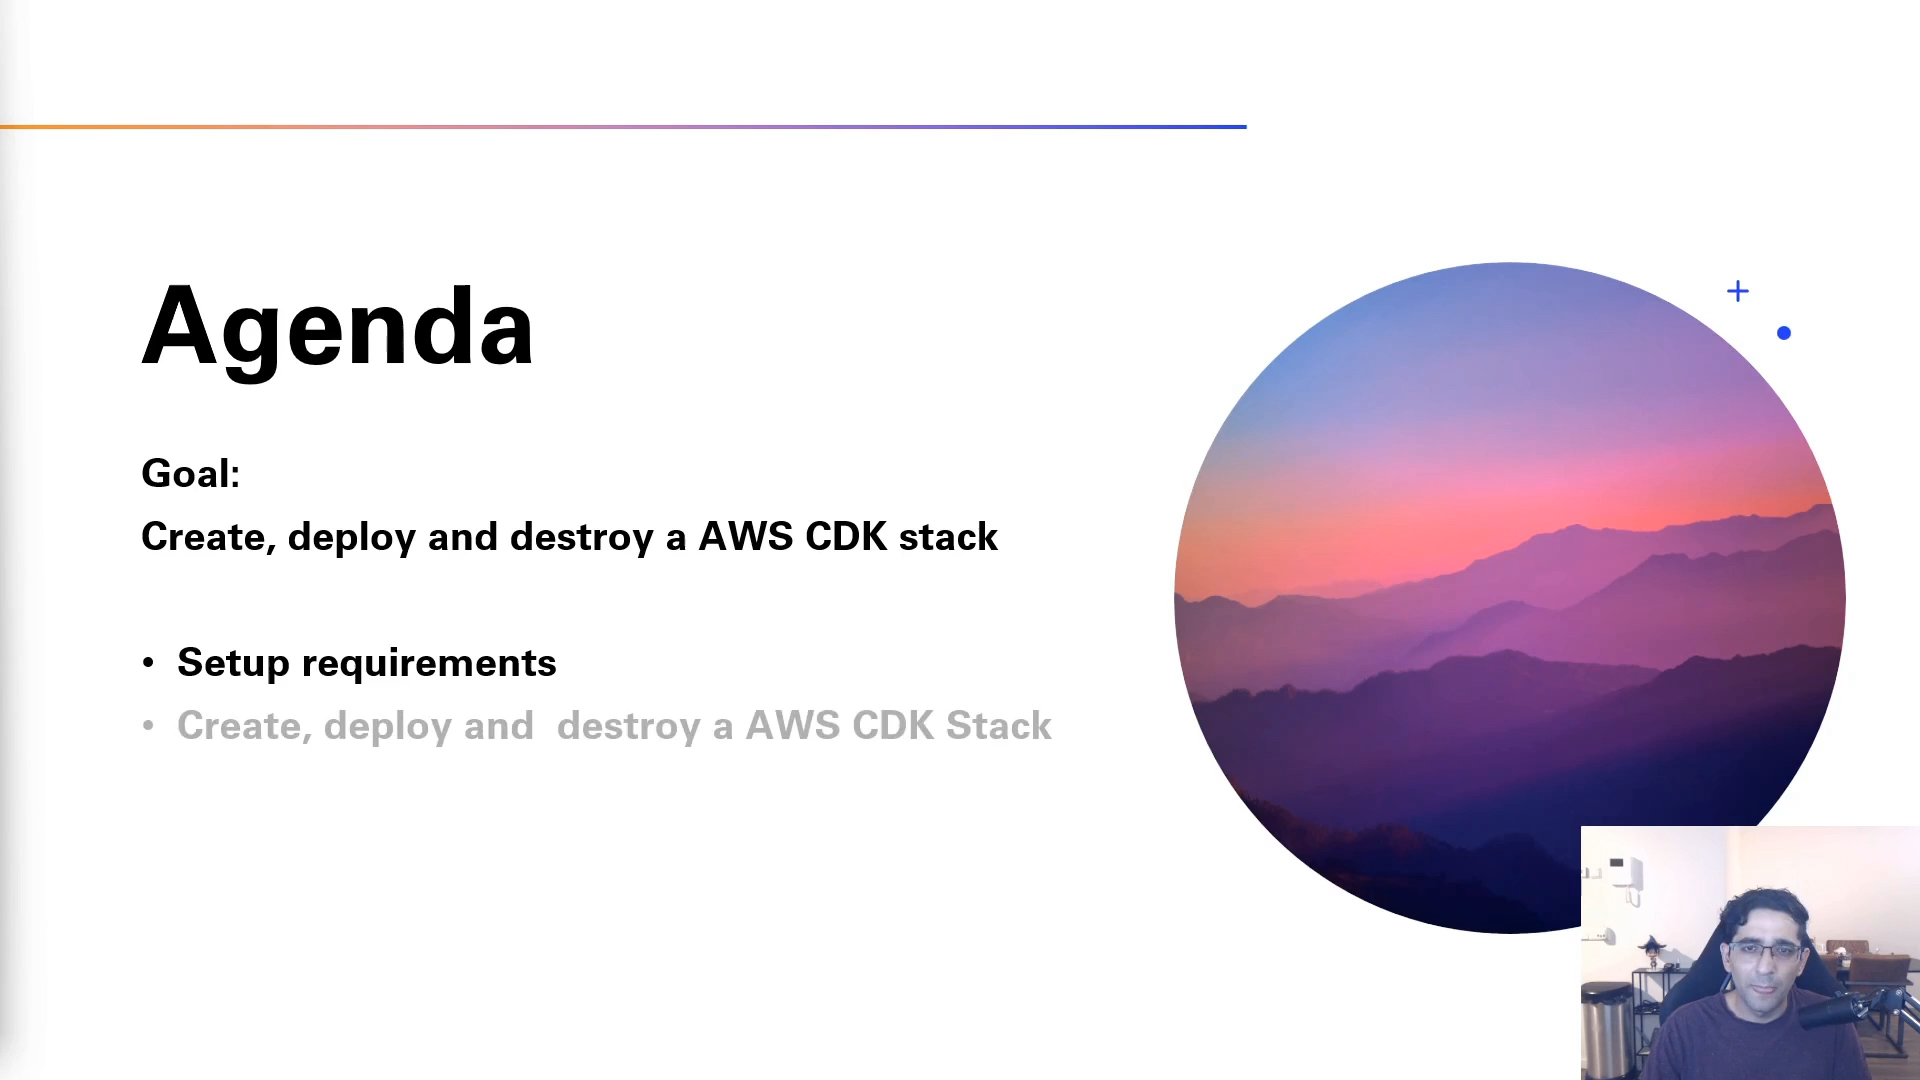 Agenda
Goal:
Create, deploy and destroy a AWS CDK stack
• Setup requirements
• Create, deploy and  destroy a AWS CDK Stack